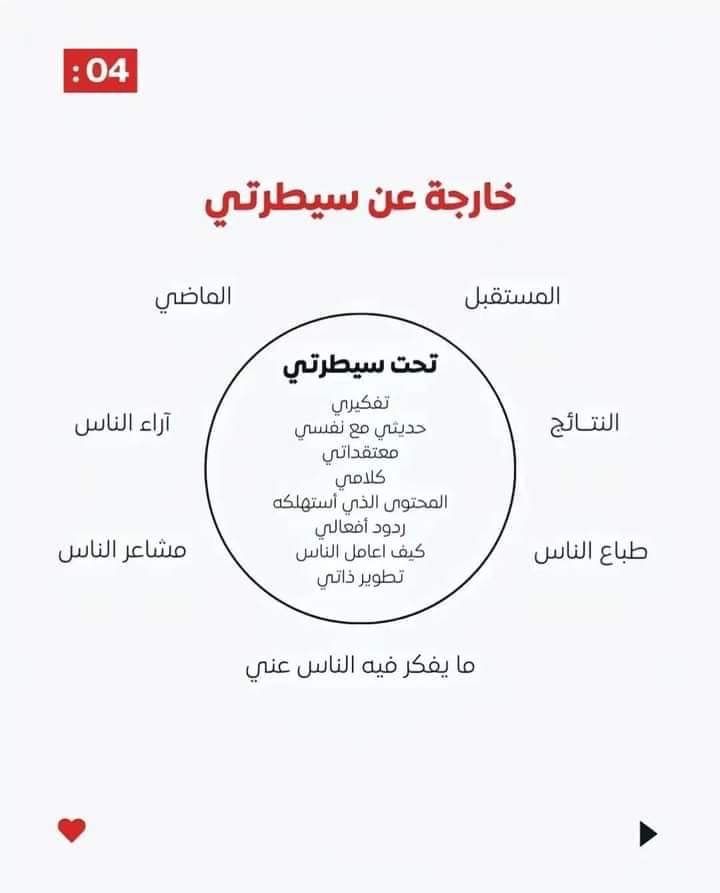 04 :
خارجة عن سيطرتي
المستقبل
الماضي
تحت سيطرتي
تفكيري
حديثي مع نفسي
معتقداتي
كلامي
المحتوى الذي أستهلكه
ردود أفعالي
كيف اعامل الناس
تطوير ذاتي
النتـائج
آراء الناس
طباع الناس
مشاعر الناس
ما يفكر فيه الناس عني